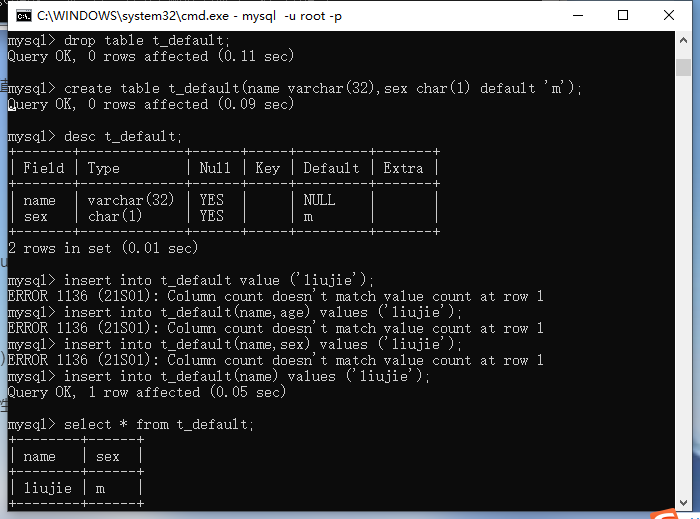 C:\WINDOWS\system32\cmd.exe - mysql  -u root -p
mysql> drop table t_default;
Query OK, 0 rows affected (0.11 sec)
mysql> create table t_default(name varchar(32),sex char(1) default 'm');
Query OK, 0 rows affected (0.09 sec)
mysql> desc t_default;
+-------+-------------+------+-----+---------+-------+
| Field | Type        | Null | Key | Default | Extra |
+-------+-------------+------+-----+---------+-------+
| name  | varchar(32) | YES  |     | NULL    |       |
| sex   | char(1)     | YES  |     | m       |       |
+-------+-------------+------+-----+---------+-------+
2 rows in set (0.01 sec)
mysql> insert into t_default value ('liujie');
ERROR 1136 (21S01): Column count doesn't match value count at row 1
mysql> insert into t_default(name,age) values ('liujie');
ERROR 1136 (21S01): Column count doesn't match value count at row 1
mysql> insert into t_default(name,sex) values ('liujie');
ERROR 1136 (21S01): Column count doesn't match value count at row 1
mysql> insert into t_default(name) values ('liujie');
Query OK, 1 row affected (0.05 sec)
mysql> select * from t_default;
+--------+------+
| name   | sex  |
+--------+------+
| liujie | m    |
+--------+------+